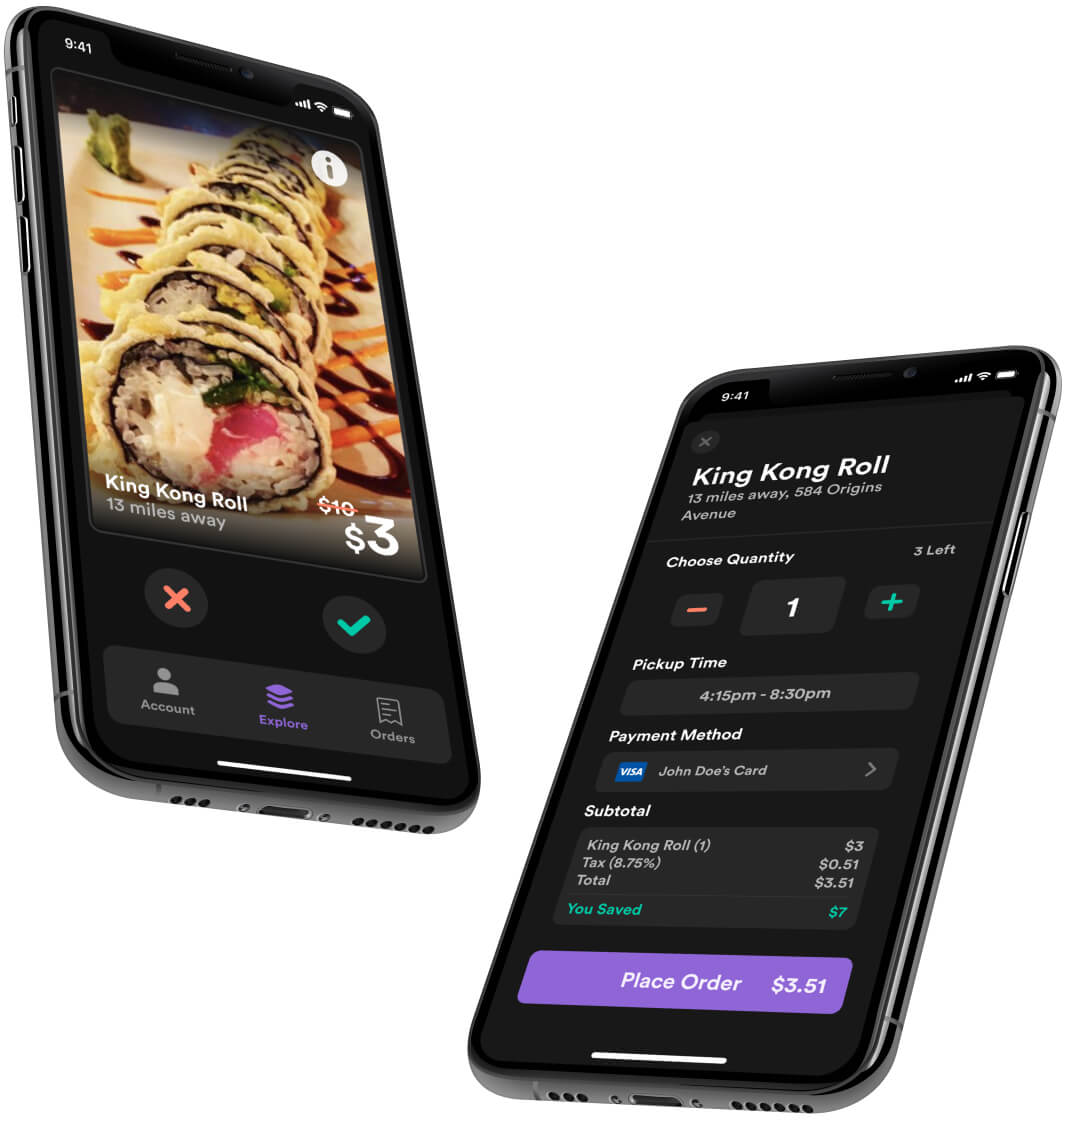 9:41
King Kong Roll
13 miles away
$10
$3
Account
Explore
Orders
9:41
King Kong Roll
13 miles away, 584 Origins
Avenue
Choose Quantity
3 Left
1
Pickup Time
4:15pm - 8:30pm
Payment Method
VISA
John Doe's Card
Subtotal
King Kong Roll (1) $3
Tax (8.75%) $0.51
Total $3.51
You Saved $7
Place Order $3.51